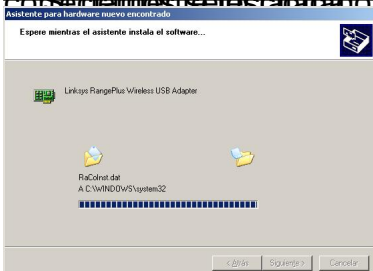 Asistente para hardware nuevo encontrado
Espere mientras el asistente instala el software...
Linksys RangePlus Wireless USB Adapter
RaCoInst.dat
A C:\WINDOWS\system32
< Atrás
Siguiente >
Cancelar